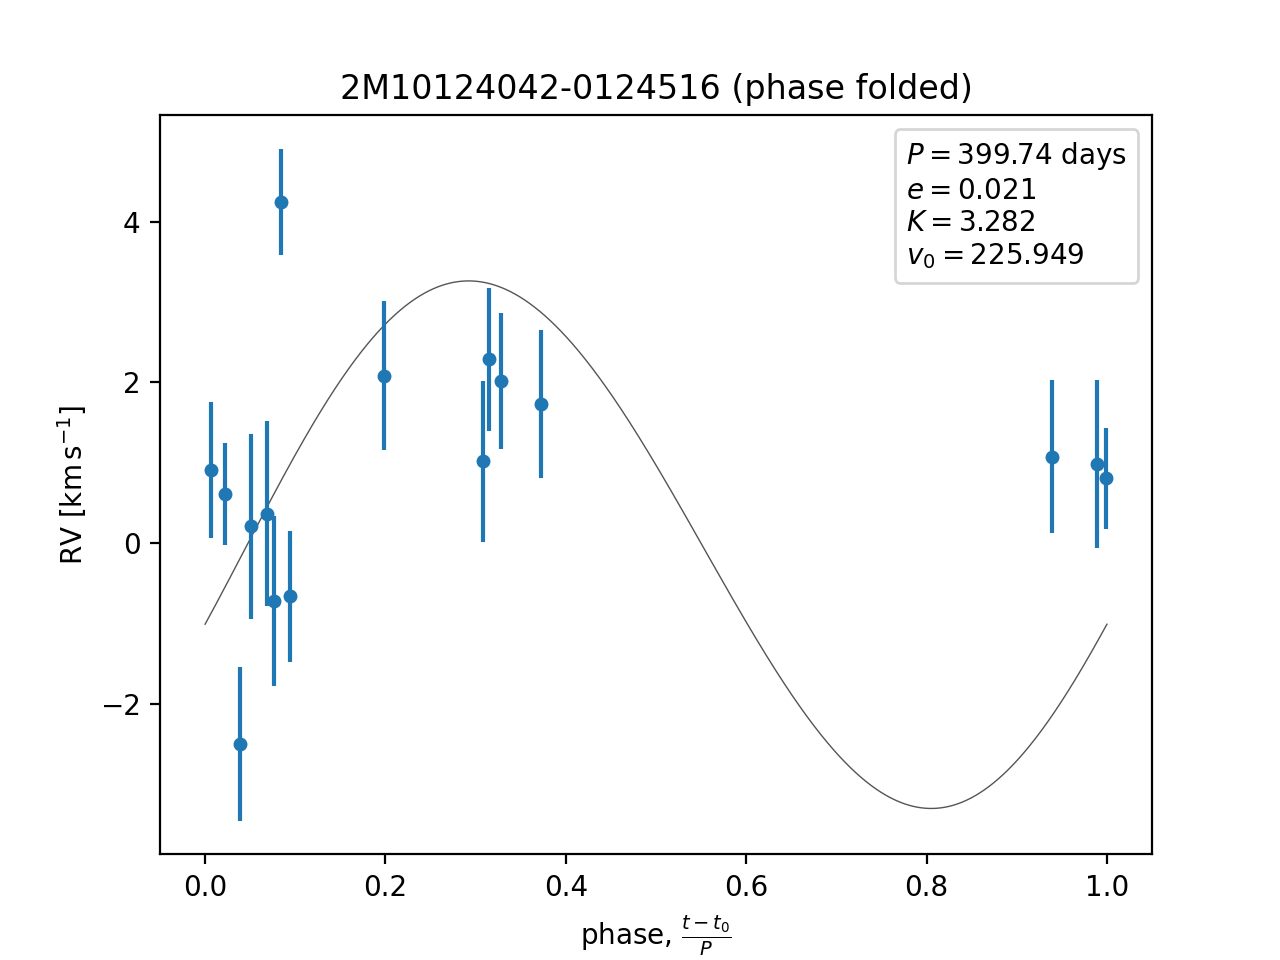 2M10124042-0124516 (phase folded)
P = 399.74 days
e = 0.021
K = 3.282
v₀ = 225.949
RV [km s⁻¹]
4
2
0
−2
0.0 0.2 0.4 0.6 0.8 1.0
phase, (t − t₀)/P